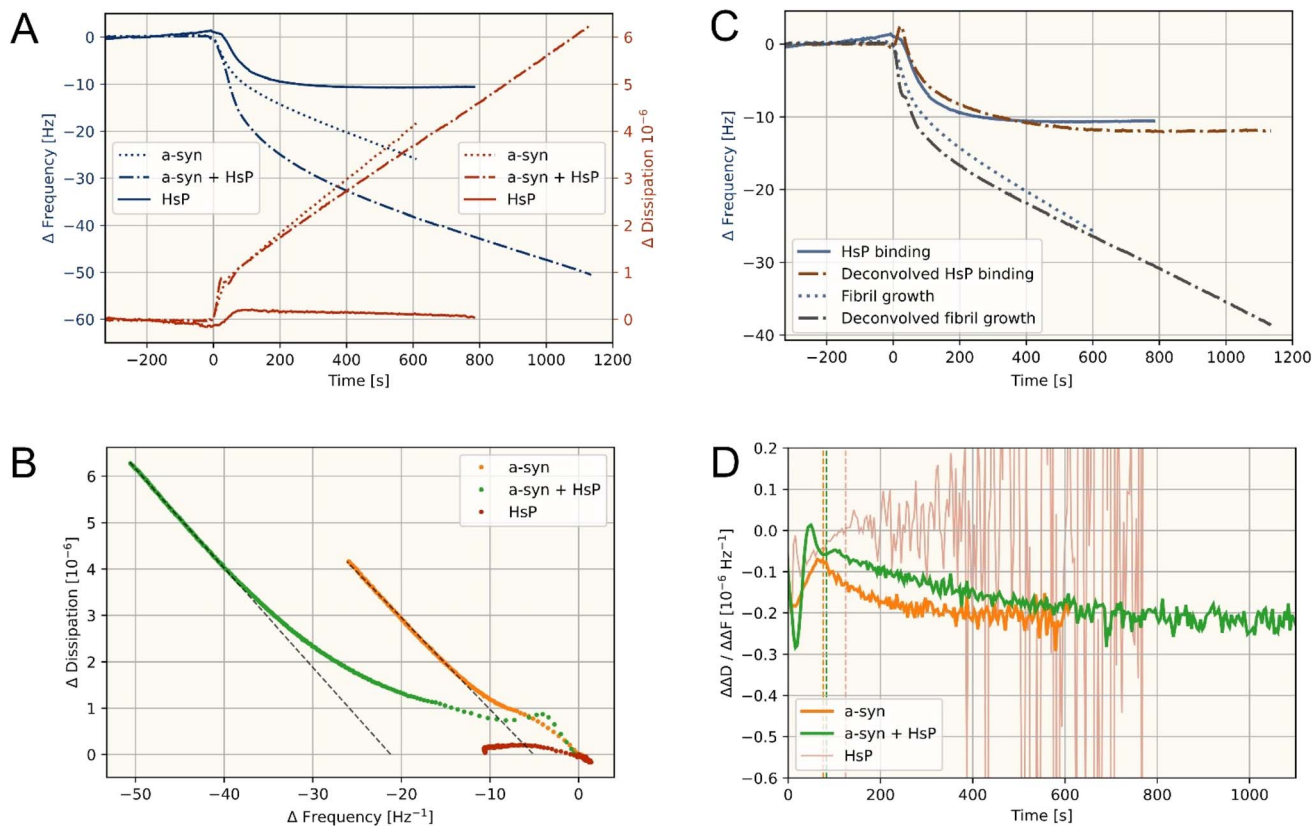 A
0
−10
−20
−30
−40
−50
−60
Δ Frequency [Hz]
a-syn
a-syn + HsP
HsP
a-syn
a-syn + HsP
HsP
6
5
4
3
2
1
0
Δ Dissipation 10⁻⁶
−200
0
200
400
600
800
1000
1200
Time [s]
C
0
−10
−20
−30
−40
Δ Frequency [Hz]
HsP binding
Deconvolved HsP binding
Fibril growth
Deconvolved fibril growth
−200
0
200
400
600
800
1000
1200
Time [s]
B
6
5
4
3
2
1
0
Δ Dissipation [10⁻⁶]
a-syn
a-syn + HsP
HsP
−50
−40
−30
−20
−10
0
Δ Frequency [Hz⁻¹]
D
0.2
0.1
0.0
−0.1
−0.2
−0.3
−0.4
−0.5
−0.6
ΔΔD / ΔΔF [10⁻⁶ Hz⁻¹]
a-syn
a-syn + HsP
HsP
0
200
400
600
800
1000
Time [s]